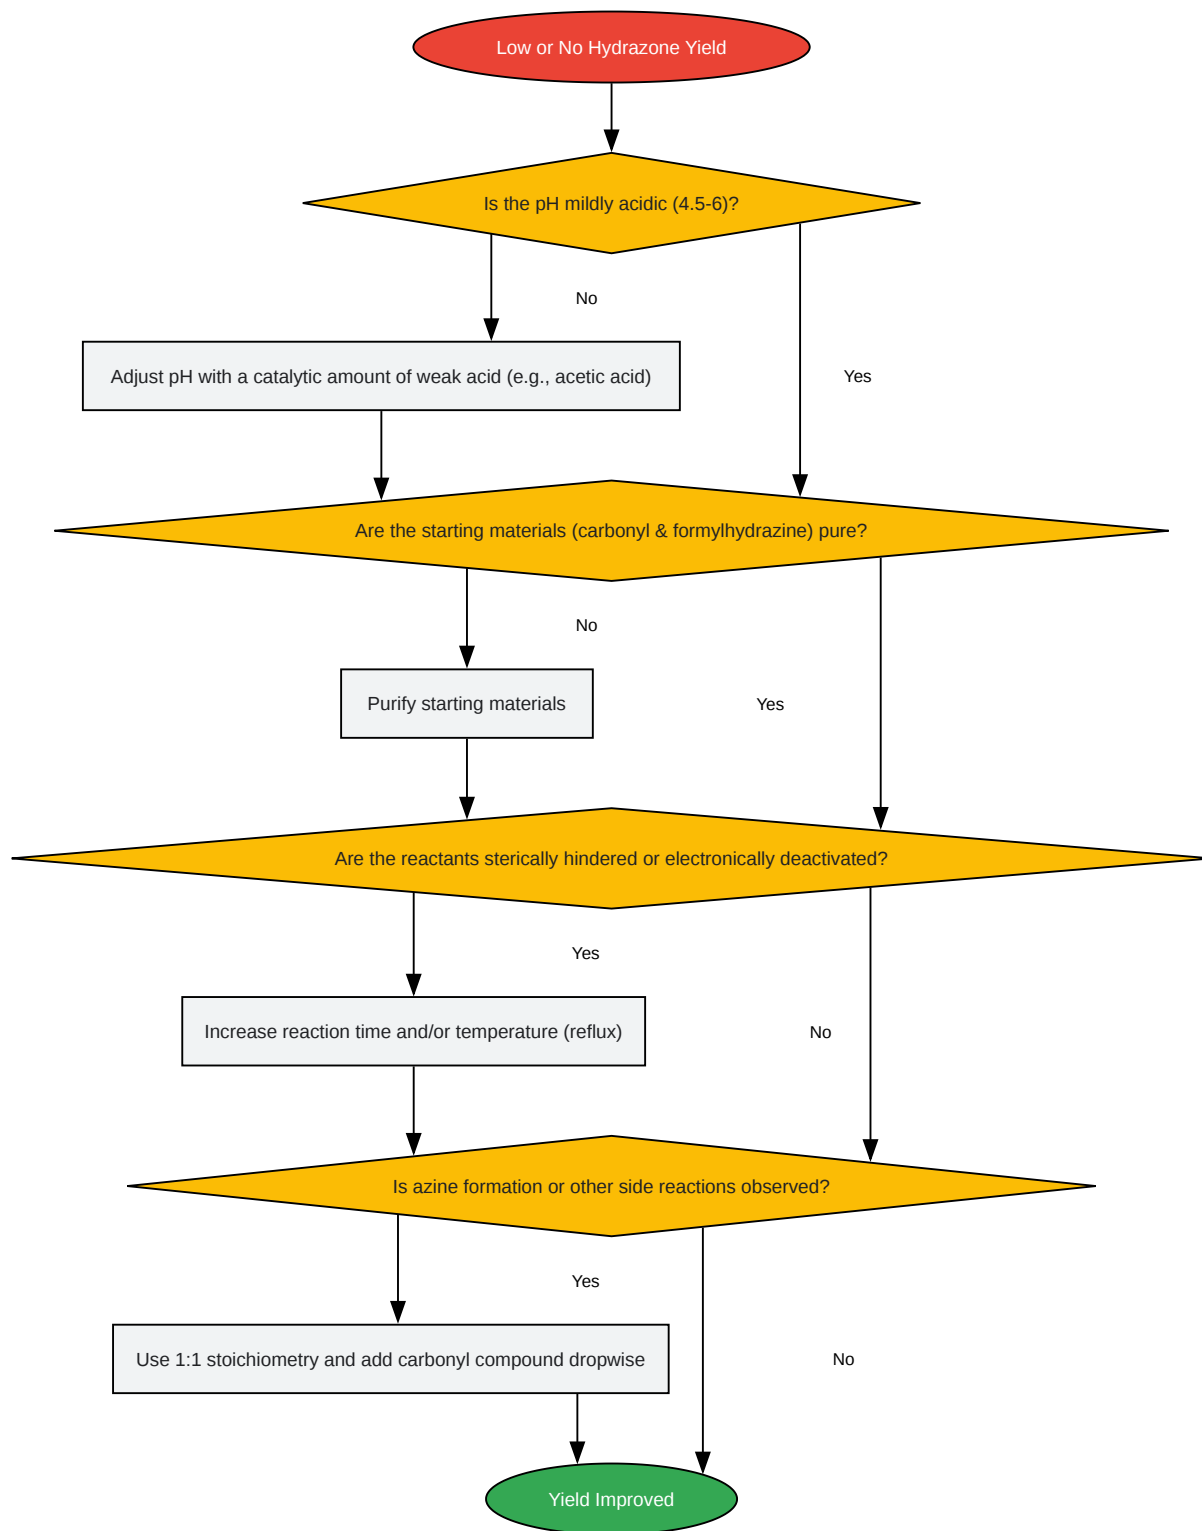 Low or No Hydrazone Yield
Is the pH mildly acidic (4.5-6)?
No
Adjust pH with a catalytic amount of weak acid (e.g., acetic acid)
Yes
Are the starting materials (carbonyl & formylhydrazine) pure?
No
Purify starting materials
Yes
Are the reactants sterically hindered or electronically deactivated?
Yes
Increase reaction time and/or temperature (reflux)
No
Is azine formation or other side reactions observed?
Yes
Use 1:1 stoichiometry and add carbonyl compound dropwise
No
Yield Improved